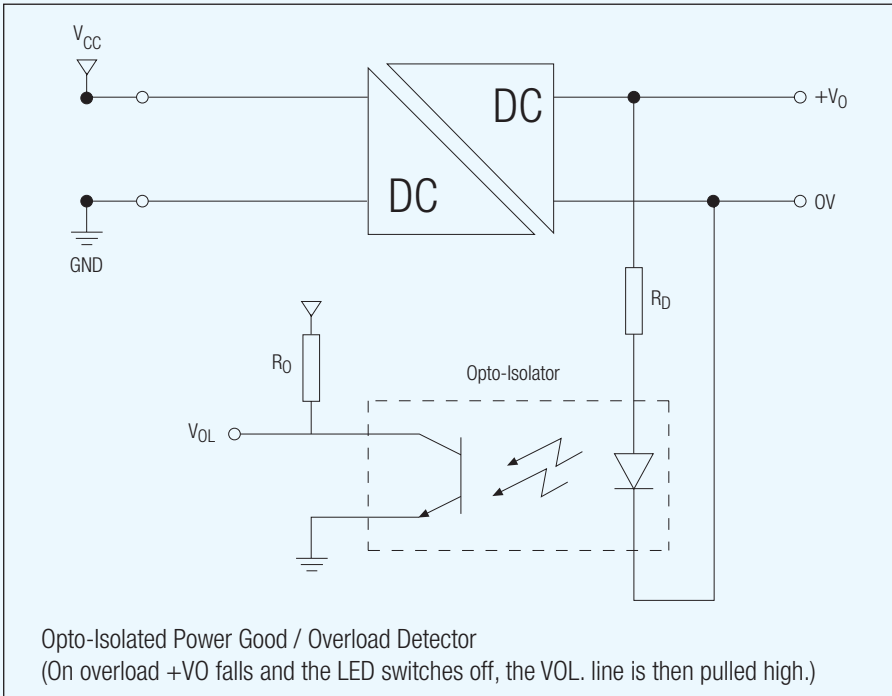 VCC
DC
+VO
DC
0V
GND
RD
RO
Opto-Isolator
VOL
Opto-Isolated Power Good / Overload Detector
(On overload +VO falls and the LED switches off, the VOL. line is then pulled high.)